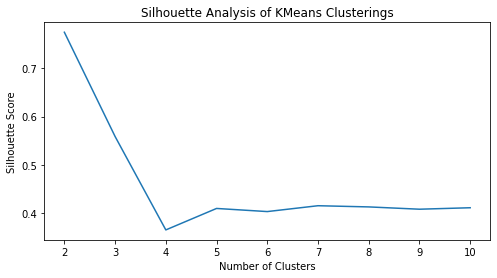 Silhouette Analysis of KMeans Clusterings
0.7
0.6
0.5
0.4
Silhouette Score
2 3 4 5 6 7 8 9 10
Number of Clusters